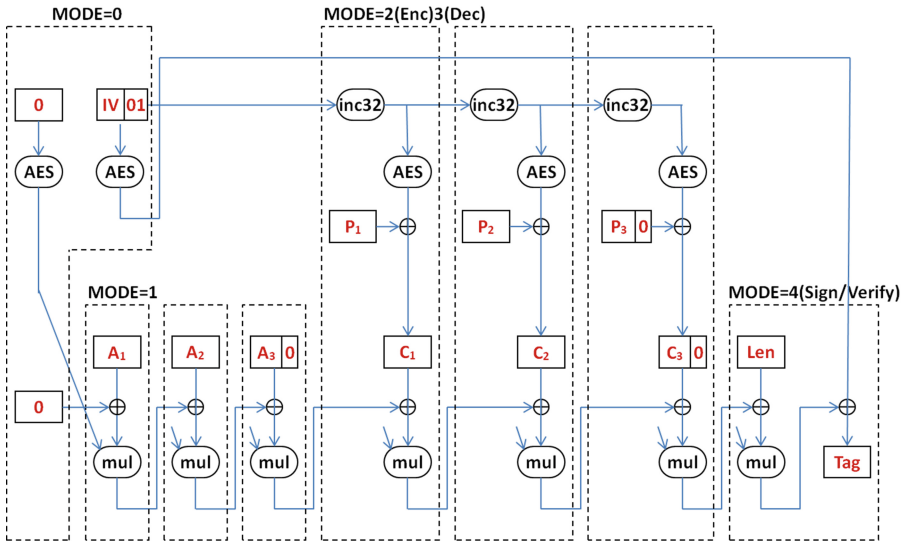 MODE=0
MODE=2(Enc)3(Dec)
0 IV 01 inc32 inc32 inc32
AES AES AES AES AES
P₁ P₂ P₃ 0
MODE=1 MODE=4(Sign/Verify)
A₁ A₂ A₃ 0 C₁ C₂ C₃ 0 Len
0
mul mul mul mul mul mul mul Tag